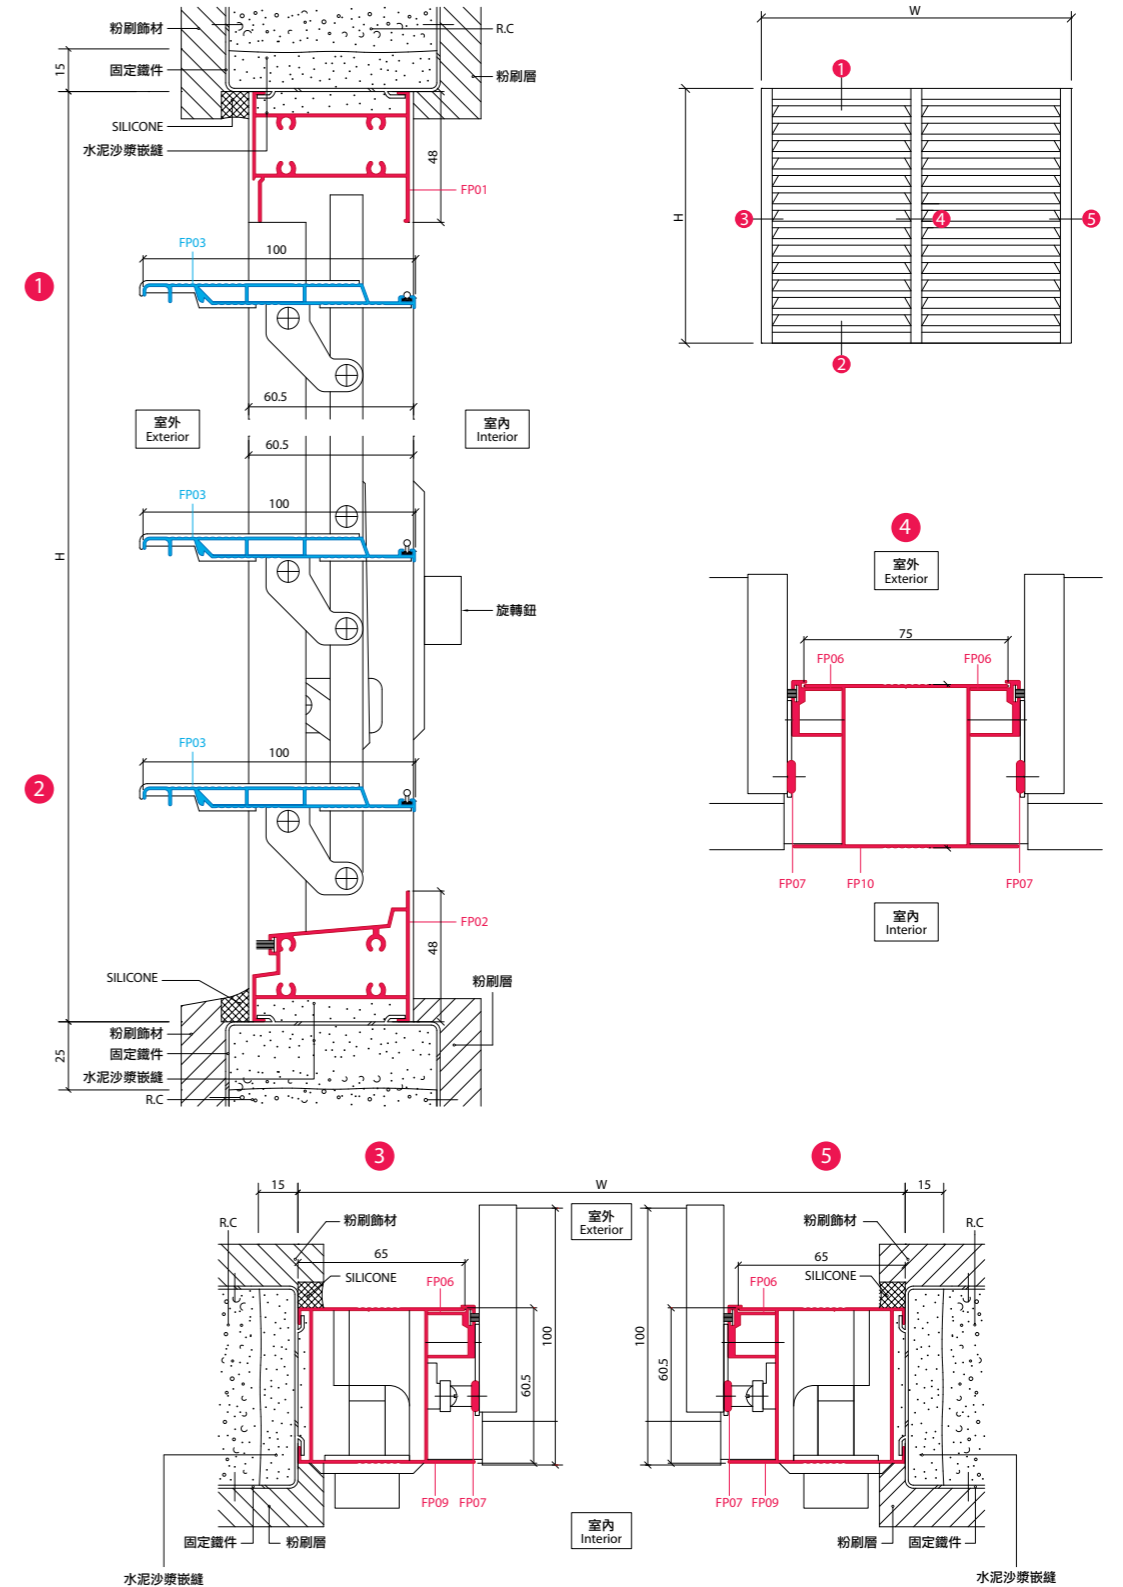 粉刷飾材
R.C
15
固定鐵件
粉刷層
SILICONE
水泥沙漿嵌縫
48
FP01
FP03
100
1
60.5
室外
Exterior
室內
Interior
60.5
FP03
100
H
旋轉鈕
FP03
100
2
FP02
48
SILICONE
粉刷層
粉刷飾材
固定鐵件
25
水泥沙漿嵌縫
R.C
W
1
H
3
4
5
2
4
室外
Exterior
75
FP06
FP06
FP07
FP10
FP07
室內
Interior
3
5
15
W
15
R.C
粉刷飾材
室外
Exterior
粉刷飾材
R.C
65
65
SILICONE
SILICONE
FP06
FP06
100
60.5
100
60.5
FP09
FP07
FP07
FP09
室內
Interior
固定鐵件
粉刷層
粉刷層
固定鐵件
水泥沙漿嵌縫
水泥沙漿嵌縫